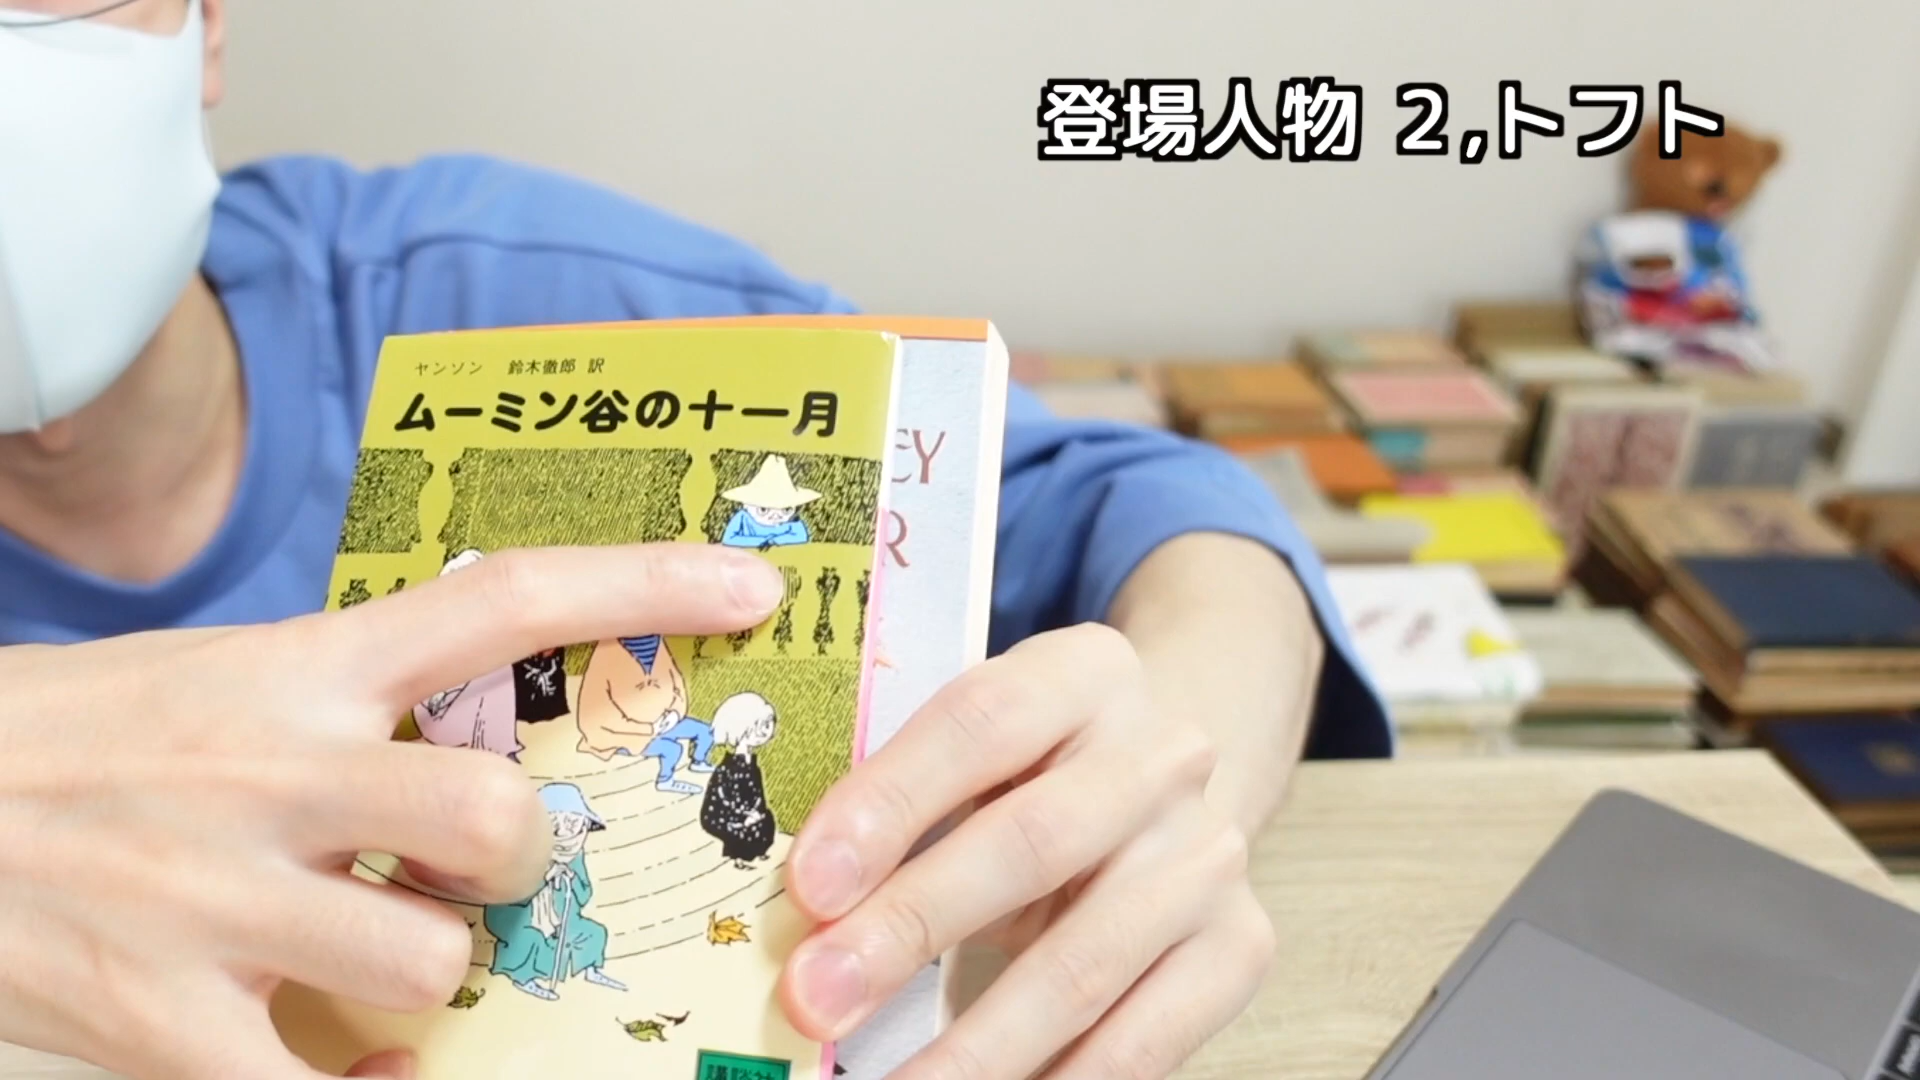 登場人物 2,トフト
ヤンソン 鈴木徹郎 訳
ムーミン谷の十一月